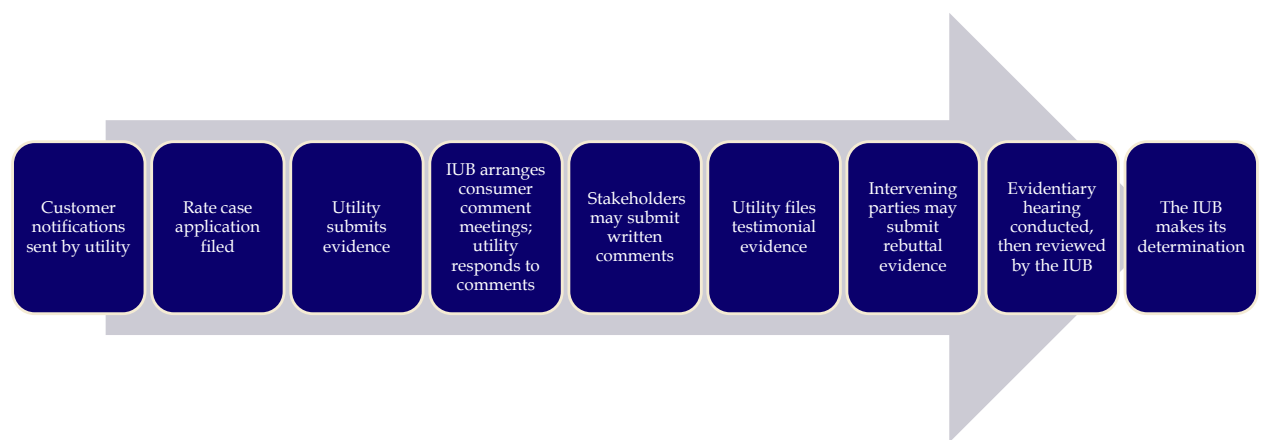 Customer
notifications
sent by utility
Rate case
application
filed
Utility
submits
evidence
IUB arranges
consumer
comment
meetings;
utility
responds to
comments
Stakeholders
may submit
written
comments
Utility files
testimonial
evidence
Intervening
parties may
submit
rebuttal
evidence
Evidentiary
hearing
conducted,
then reviewed
by the IUB
The IUB
makes its
determination